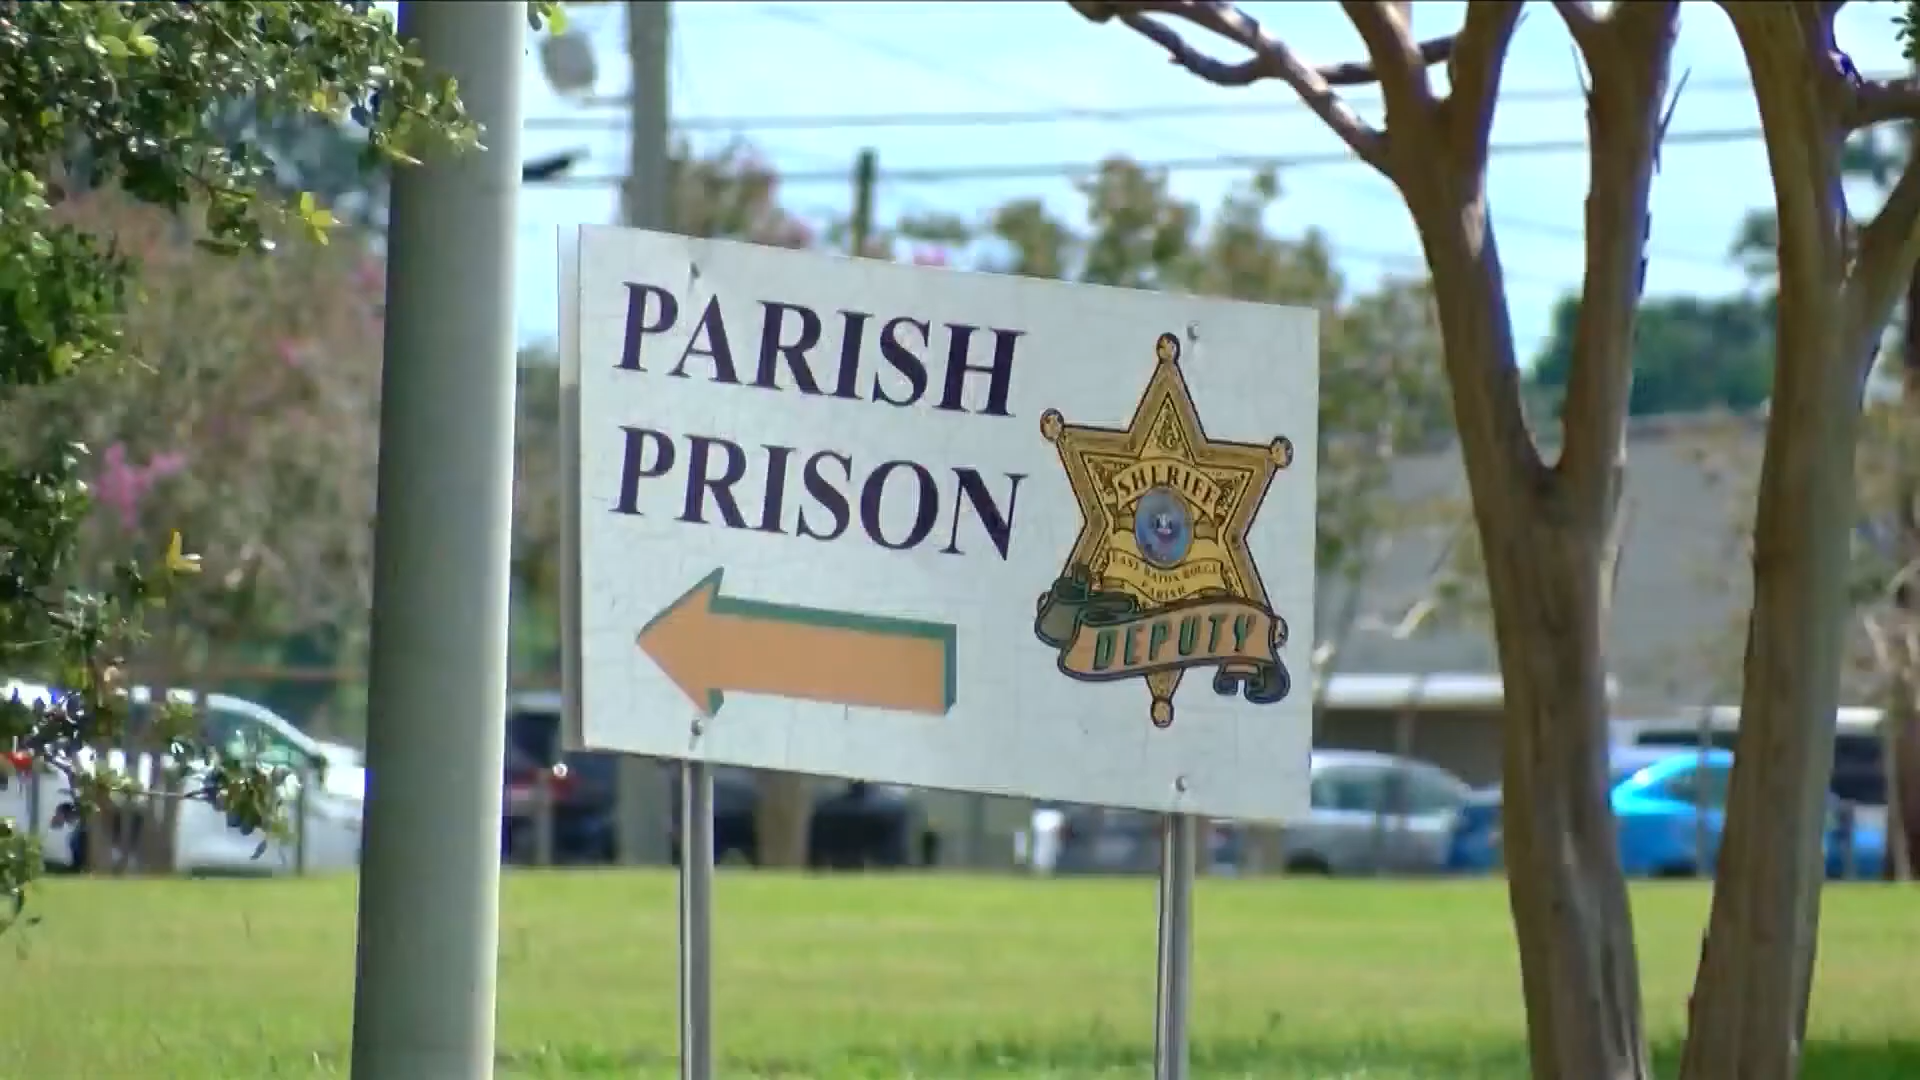 PARISH
PRISON
SHERIFF
EAST BATON ROUGE
PARISH
DEPUTY